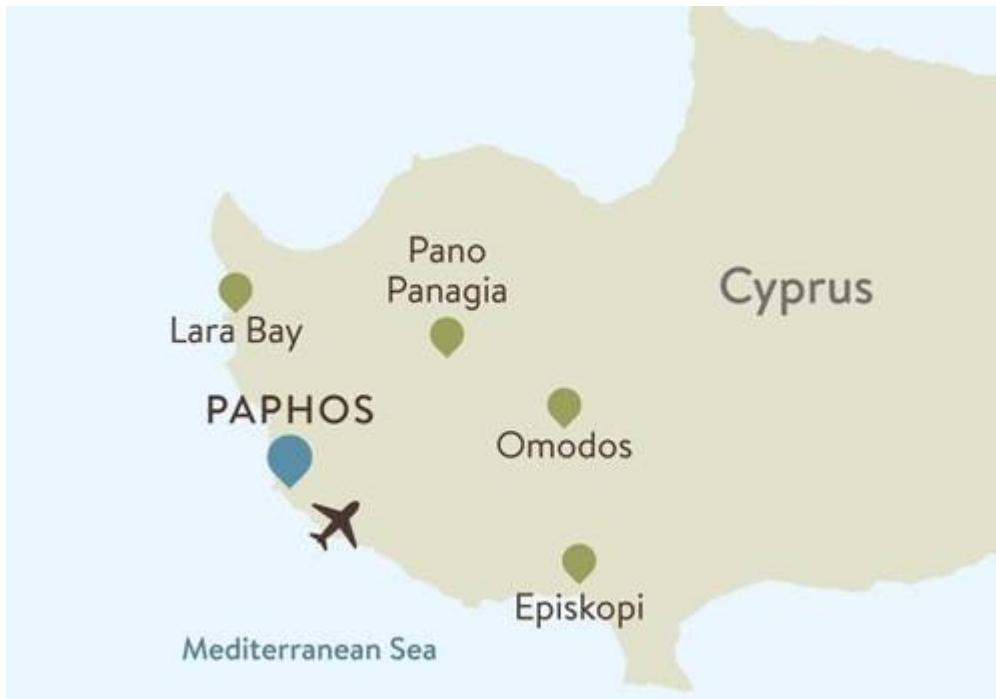 Pano
Panagia
Cyprus
Lara Bay
PAPHOS
Omodos
Episkopi
Mediterranean Sea